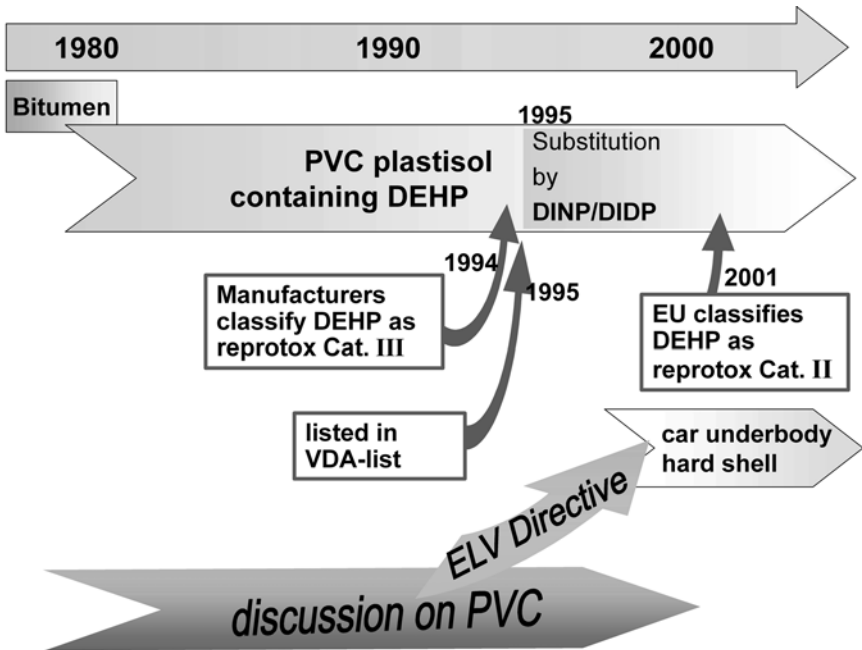 1980 1990 2000
Bitumen
1995
PVC plastisol
containing DEHP
Substitution
by
DINP/DIDP
1994
1995
2001
Manufacturers
classify DEHP as
reprotox Cat. III
EU classifies
DEHP as
reprotox Cat. II
listed in
VDA-list
car underbody
hard shell
ELV Directive
discussion on PVC